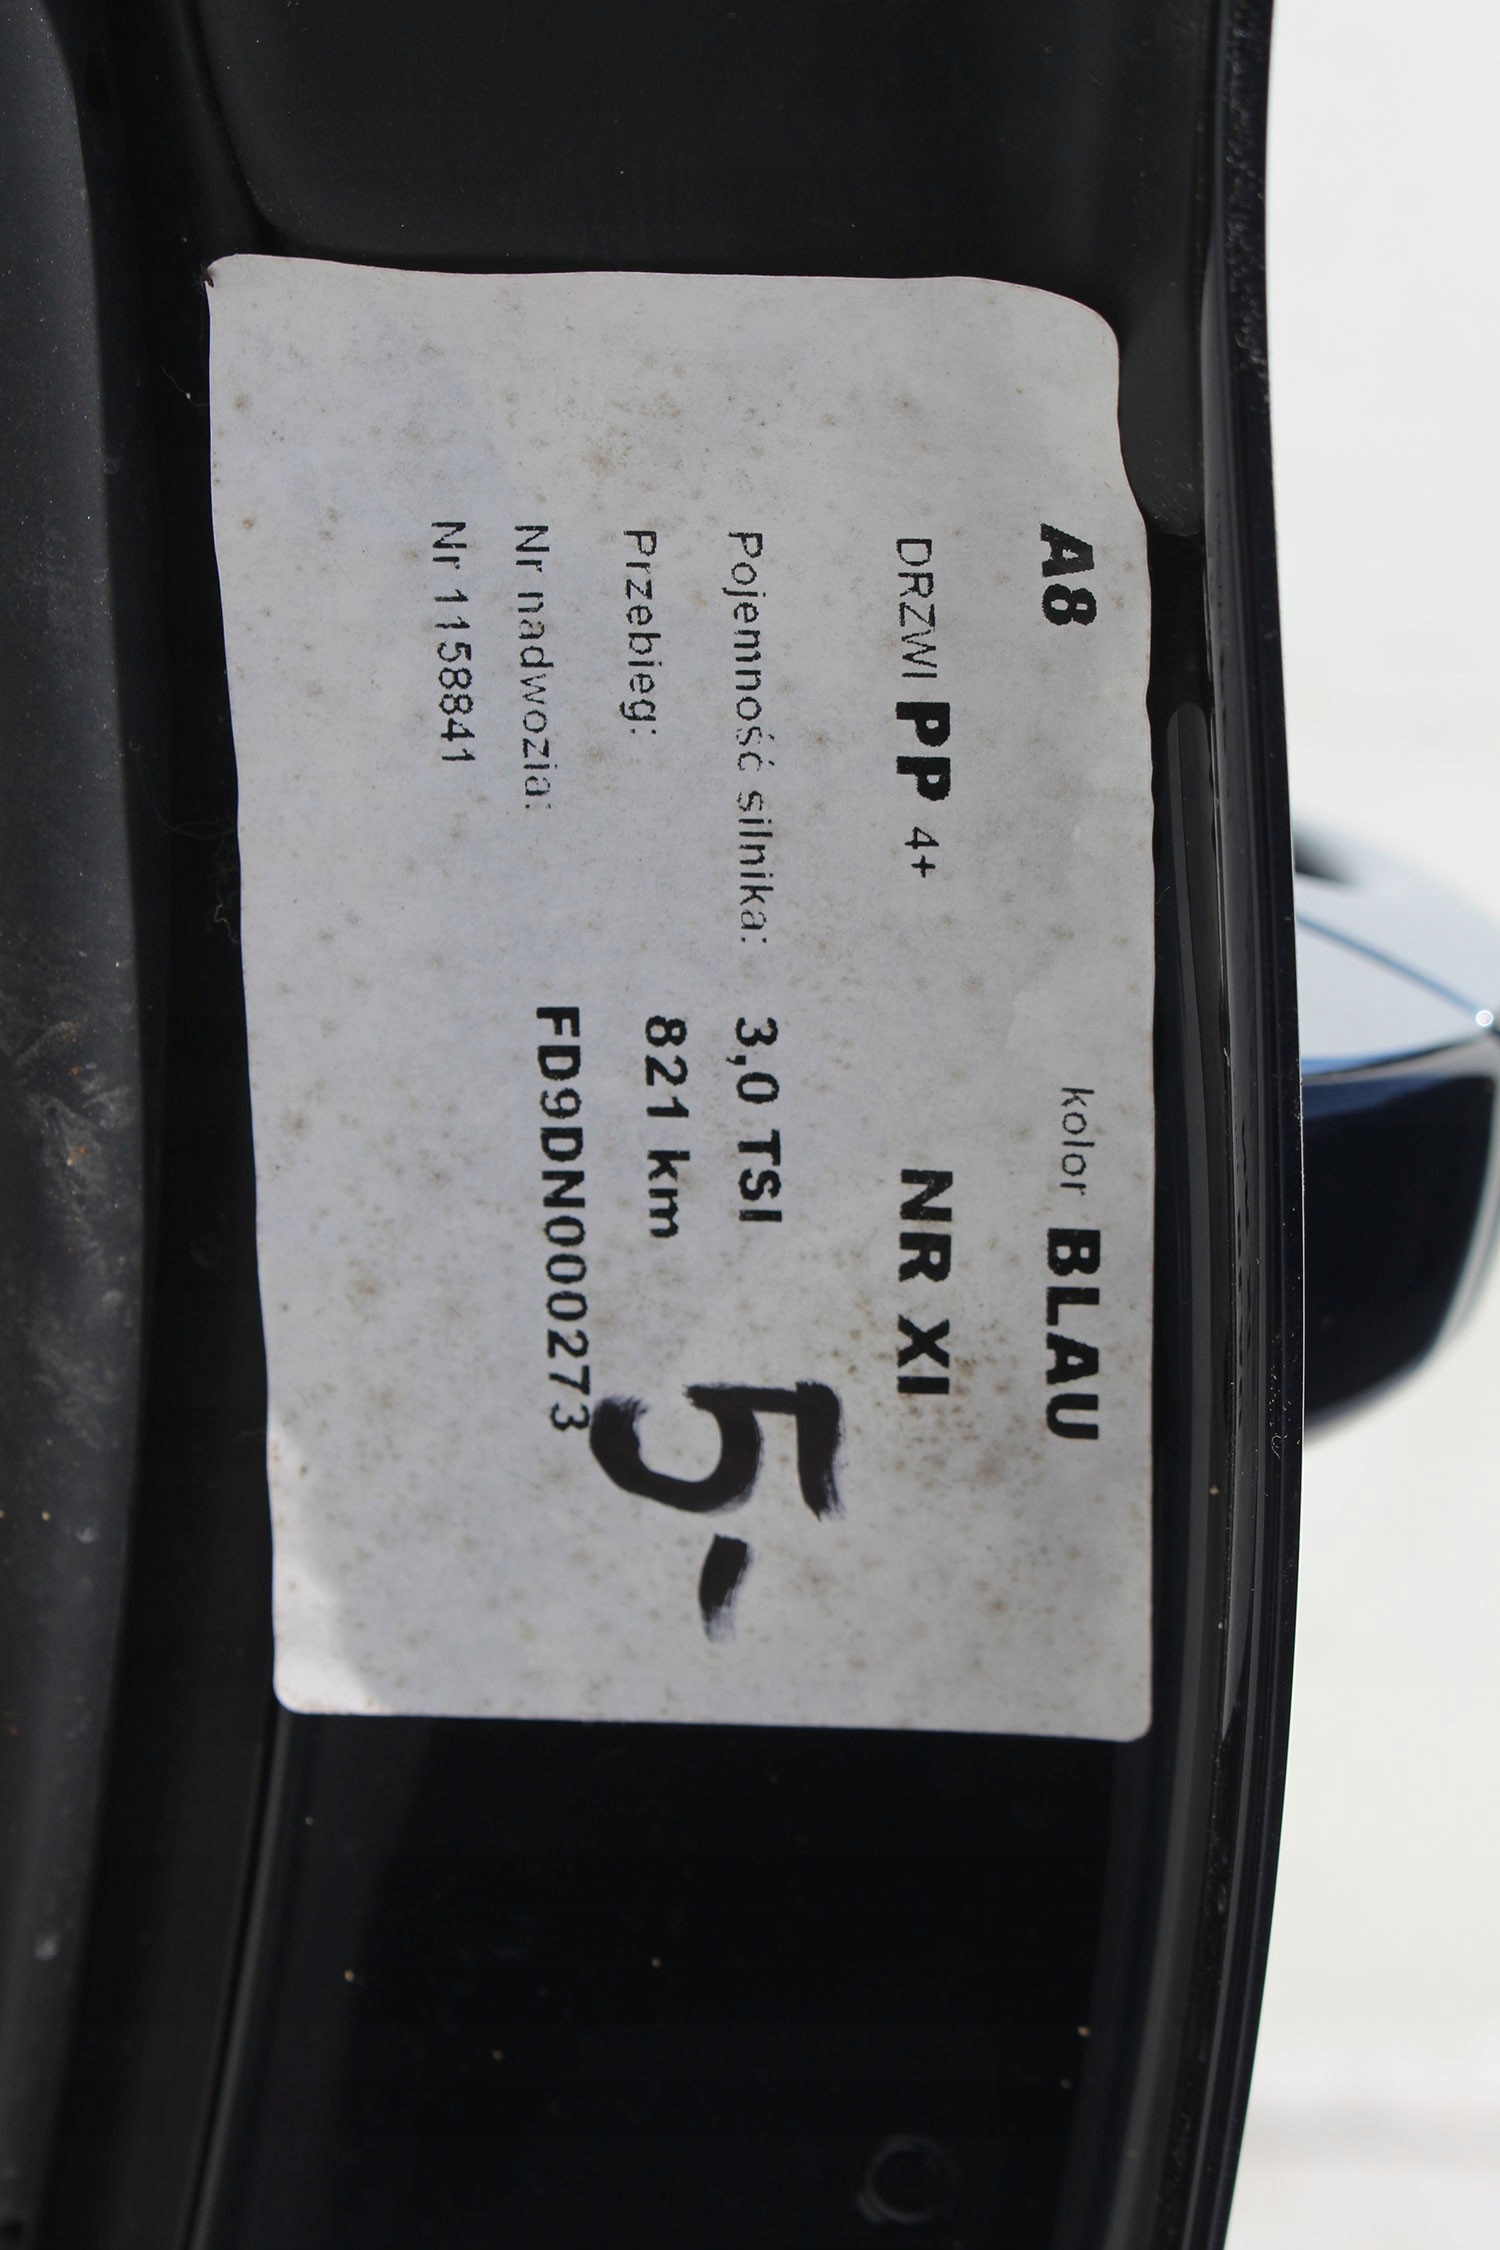 A8 kolor BLAU
DRZWI PP 4+ NR XI
Pojemność silnika: 3,0 TSI
Przebieg: 821 km
Nr nadwozia: FD9DN000273
Nr 1158841
5-